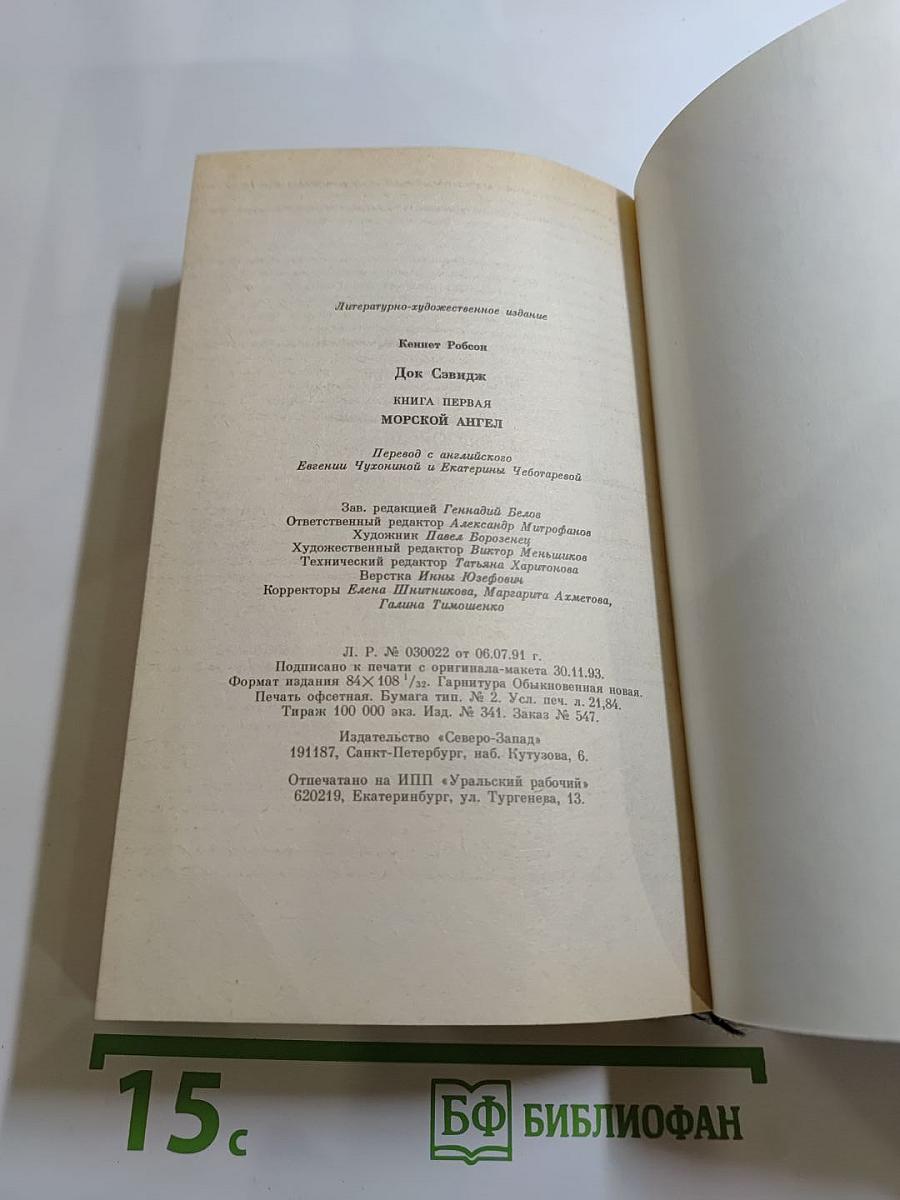 Литературно-художественное издание
Кеннет Робсон
Док Сэвидж
КНИГА ПЕРВАЯ
МОРСКОЙ АНГЕЛ
Перевод с английского
Евгении Чухониной и Екатерины Чеботаревой
Зав. редакцией Геннадий Белов
Ответственный редактор Александр Митрофанов
Художник Павел Борозенец
Художественный редактор Виктор Меньщиков
Технический редактор Татьяна Харитонова
Верстка Инны Юзефович
Корректоры Елена Шнитникова, Маргарита Ахметова,
Галина Тимошенко
Л. Р. № 030022 от 06.07.91 г.
Подписано к печати с оригинала-макета 30.11.93.
Формат издания 84×108 1/32. Гарнитура Обыкновенная новая.
Печать офсетная. Бумага тип. № 2. Усл. печ. л. 21,84.
Тираж 100 000 экз. Изд. № 341. Заказ № 547.
Издательство «Северо-Запад»
191187, Санкт-Петербург, наб. Кутузова, 6.
Отпечатано на ИПП «Уральский рабочий»
620219, Екатеринбург, ул. Тургенева, 13.
15 с
БФ БИБЛИОФАН